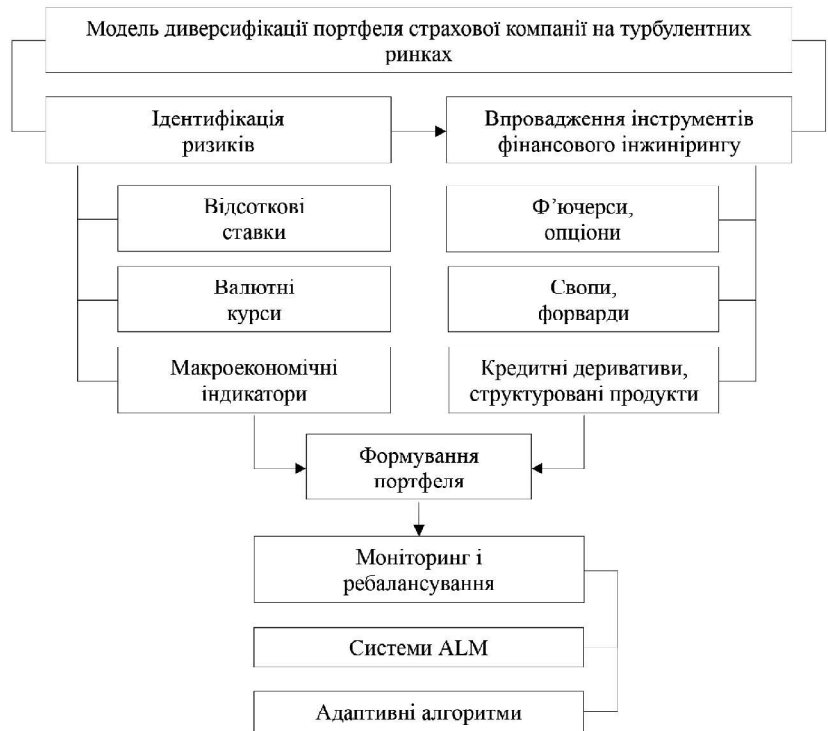 Модель диверсифікації портфеля страхової компанії на турбулентних
ринках
Ідентифікація
ризиків
Впровадження інструментів
фінансового інжинірингу
Відсоткові
ставки
Ф’ючерси,
опціони
Валютні
курси
Свопи,
форварди
Макроекономічні
індикатори
Кредитні деривативи,
структуровані продукти
Формування
портфеля
Моніторинг і
ребалансування
Системи ALM
Адаптивні алгоритми